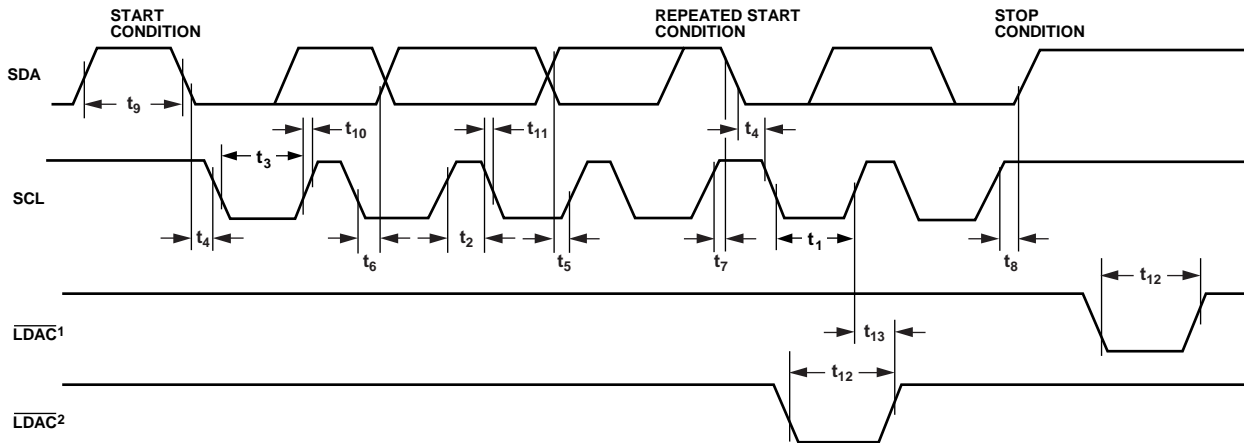 START
CONDITION
REPEATED START
CONDITION
STOP
CONDITION
SDA
t9
t10
t11
t4
t3
SCL
t4
t6
t2
t5
t7
t1
t8
t12
LDAC1
t13
t12
LDAC2